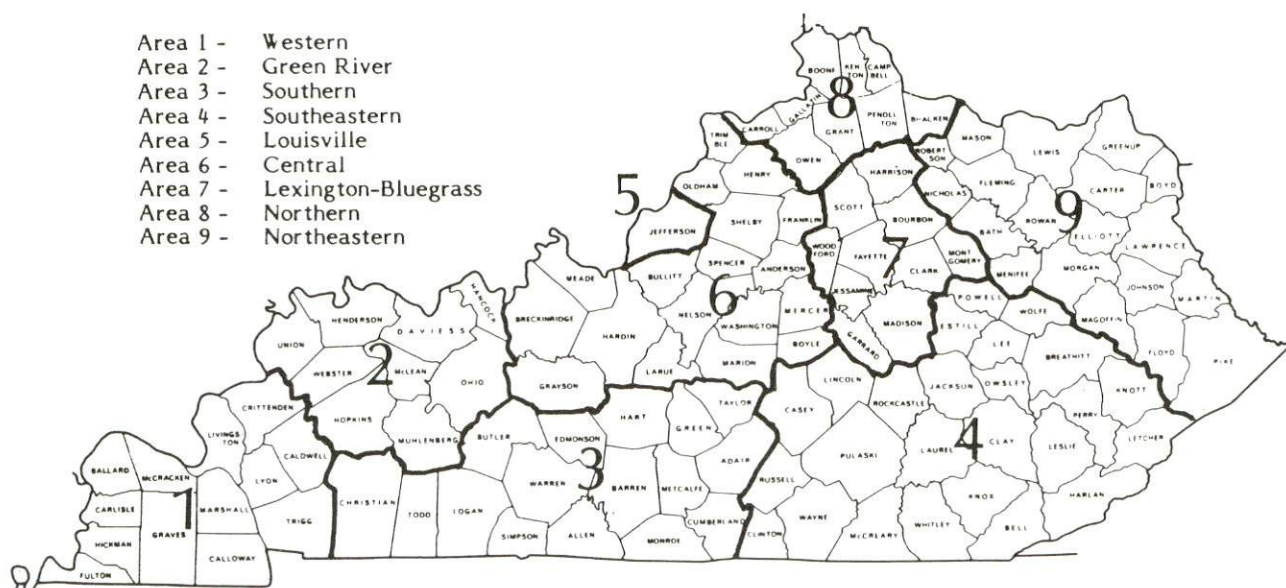 Area 1 - Western
Area 2 - Green River
Area 3 - Southern
Area 4 - Southeastern
Area 5 - Louisville
Area 6 - Central
Area 7 - Lexington-Bluegrass
Area 8 - Northern
Area 9 - Northeastern
BOONE
KEN
TON
CAMP
BELL
8
GALLATIN
GRANT
PENDLE
TON
BRACKEN
TRIM
BLE
CARROLL
OWEN
MASON
ROBERT
SON
LEWIS
GREENUP
HENRY
HARRISON
FLEMING
CARTER
BOYD
5
OLDHAM
NICHOLAS
ROWAN
9
JEFFERSON
SHELBY
FRANKLIN
SCOTT
BOURBON
BATH
ELLIOTT
LAWRENCE
SPENCER
WOOD
FORD
FAYETTE
7
MONT
GOMERY
BULLITT
ANDERSON
CLARK
MENIFEE
MORGAN
JOHNSON
MARTIN
MEADE
HANCOCK
NELSON
6
JESSAMINE
POWELL
WOLFE
MAGOFFIN
BRECKINRIDGE
WASHINGTON
MERCER
MADISON
ESTILL
LEE
FLOYD
PIKE
HENDERSON
DAVIESS
HARDIN
BOYLE
GARRARD
BREATHITT
UNION
2
McLEAN
LARUE
MARION
WEBSTER
OHIO
GRAYSON
LINCOLN
JACKSON
OWSLEY
KNOTT
CRITTENDEN
HOPKINS
MUHLENBERG
BUTLER
HART
TAYLOR
GREEN
CASEY
ROCKCASTLE
PERRY
LIVINGS
TON
EDMONSON
4
CLAY
LESLIE
LETCHER
CALDWELL
ADAIR
PULASKI
LAUREL
BALLARD
McCRACKEN
LYON
WARREN
3
BARREN
METCALFE
RUSSELL
HARLAN
CARLISLE
1
MARSHALL
CHRISTIAN
TODD
LOGAN
KNOX
GRAVES
TRIGG
CUMBERLAND
WAYNE
WHITLEY
BELL
HICKMAN
CALLOWAY
SIMPSON
ALLEN
MONROE
CLINTON
McCREARY
FULTON